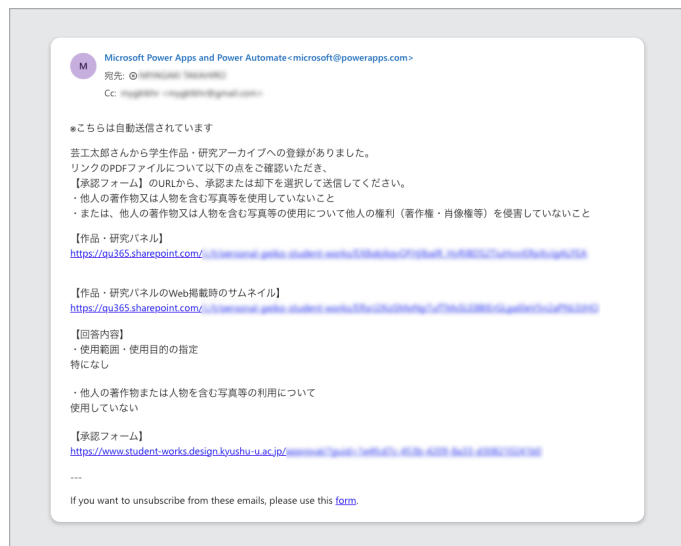 M
Microsoft Power Apps and Power Automate<microsoft@powerapps.com>
宛先:
Cc:
※こちらは自動送信されています
芸工太郎さんから学生作品・研究アーカイブへの登録がありました。
リンクのPDFファイルについて以下の点をご確認いただき、
【承認フォーム】のURLから、承認または却下を選択して送信してください。
・他人の著作物又は人物を含む写真等を使用していないこと
・または、他人の著作物又は人物を含む写真等の使用について他人の権利（著作権・肖像権等）を侵害していないこと
【作品・研究パネル】
https://qu365.sharepoint.com/
【作品・研究パネルのWeb掲載時のサムネイル】
https://qu365.sharepoint.com/
【回答内容】
・使用範囲・使用目的の指定
特になし
・他人の著作物または人物を含む写真等の利用について
使用していない
【承認フォーム】
https://www.student-works.design.kyushu-u.ac.jp/
---
If you want to unsubscribe from these emails, please use this form.